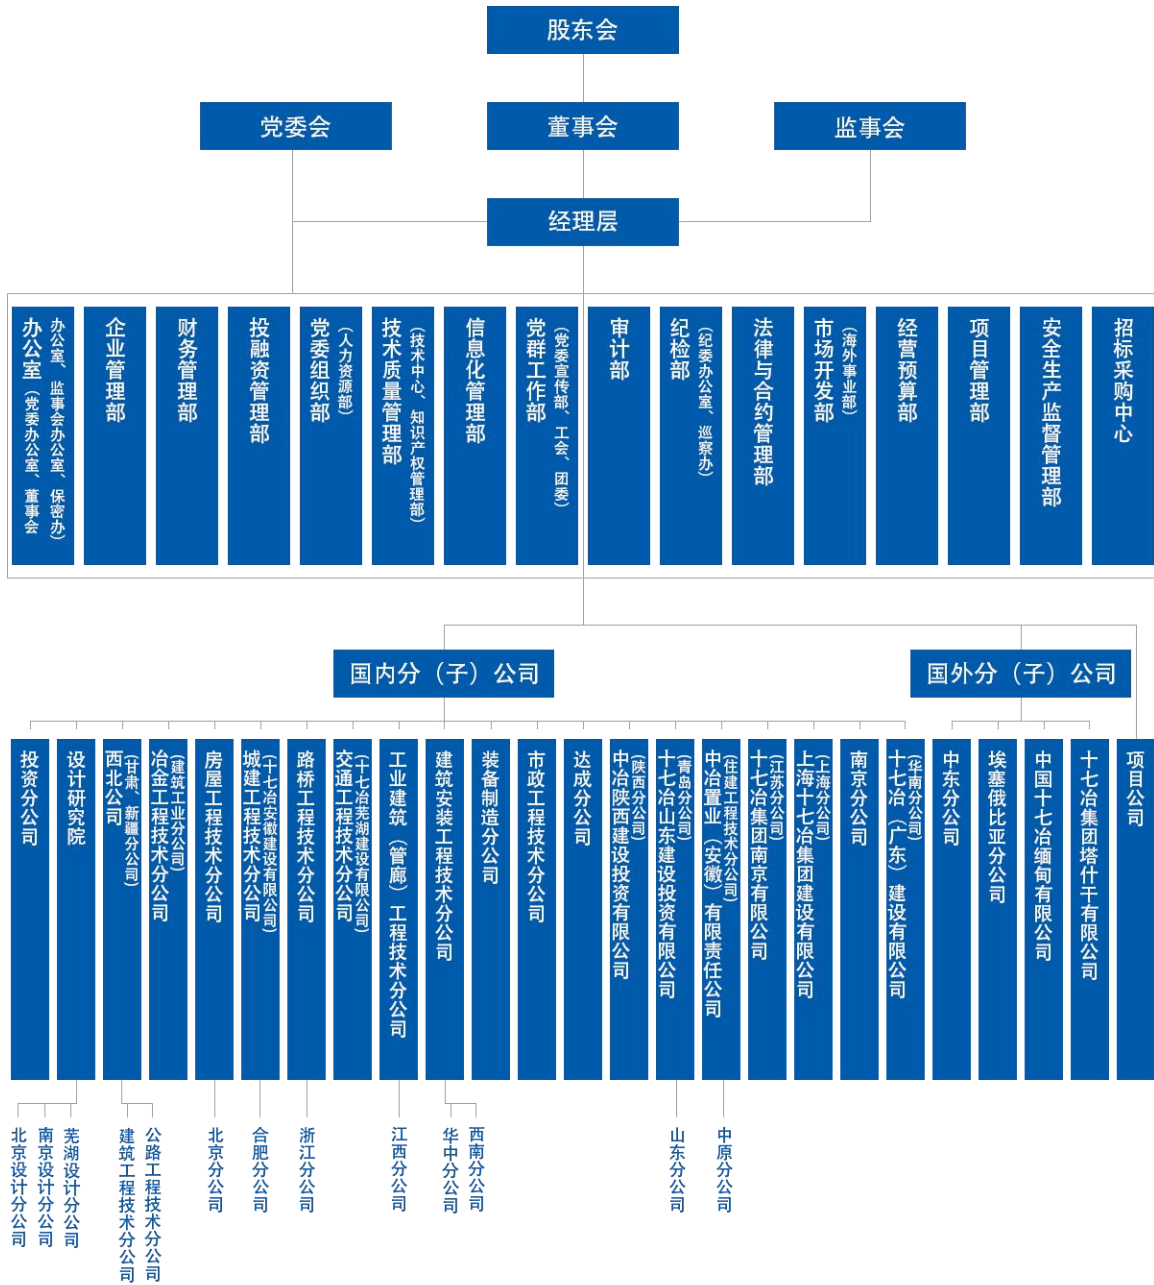 股东会
党委会
董事会
监事会
经理层
办公室（党委办公室、董事会
办公室、监事会办公室、保密办）
企业管理部
财务管理部
投融资管理部
党委组织部
（人力资源部）
技术质量管理部
（技术中心、知识产权管理部）
信息化管理部
党群工作部
（党委宣传部、工会、团委）
审计部
纪检部
（纪委办公室、巡察办）
法律与合约管理部
市场开发部
（海外事业部）
经营预算部
项目管理部
安全生产监督管理部
招标采购中心
国内分（子）公司
国外分（子）公司
投资分公司
设计研究院
西北公司
（甘肃、新疆分公司）
冶金工程技术分公司
（建筑工业分公司）
房屋工程技术分公司
城建工程技术分公司
（十七冶安徽建设有限公司）
路桥工程技术分公司
交通工程技术分公司
（十七冶芜湖建设有限公司）
工业建筑（管廊）工程技术分公司
建筑安装工程技术分公司
装备制造分公司
市政工程技术分公司
达成分公司
中冶陕西建设投资有限公司
（陕西分公司）
十七冶山东建设投资有限公司
（青岛分公司）
中冶置业（安徽）有限责任公司
（住建工程技术分公司）
十七冶集团南京有限公司
（江苏分公司）
上海十七冶集团建设有限公司
（上海分公司）
南京分公司
十七冶（广东）建设有限公司
（华南分公司）
中东分公司
埃塞俄比亚分公司
中国十七冶缅甸有限公司
十七冶集团塔什干有限公司
项目公司
北京设计分公司
南京设计分公司
芜湖设计分公司
建筑工程技术分公司
公路工程技术分公司
北京分公司
合肥分公司
浙江分公司
江西分公司
华中分公司
西南分公司
山东分公司
中原分公司